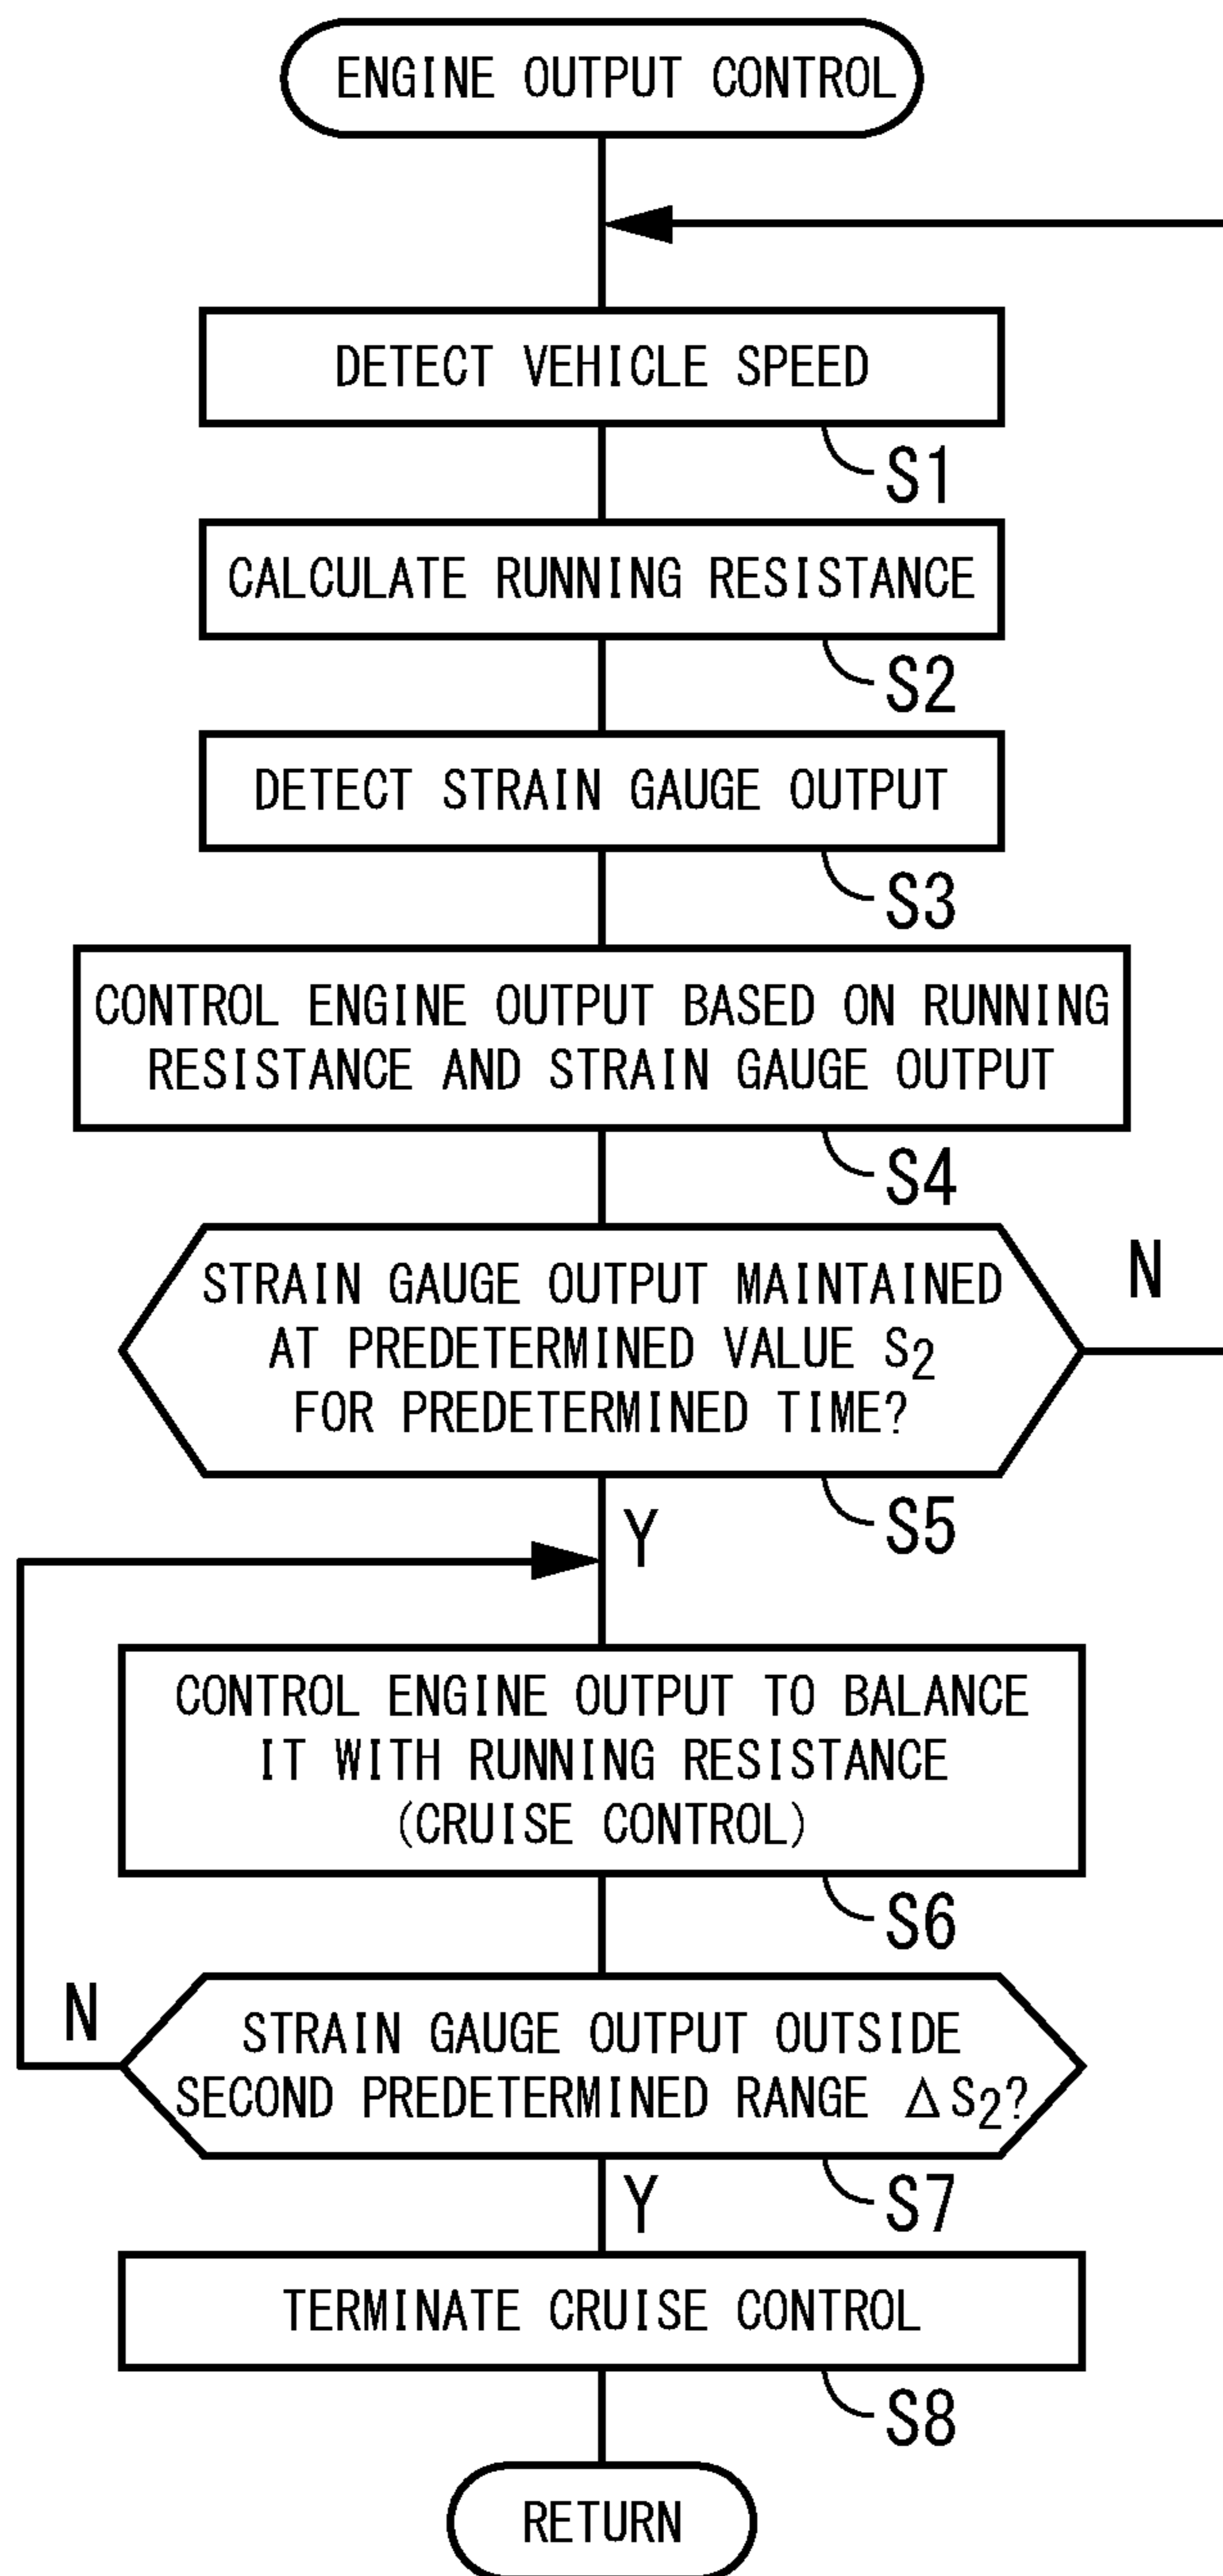 ENGINE OUTPUT CONTROL
DETECT VEHICLE SPEED
S1
CALCULATE RUNNING RESISTANCE
S2
DETECT STRAIN GAUGE OUTPUT
S3
CONTROL ENGINE OUTPUT BASED ON RUNNING
RESISTANCE AND STRAIN GAUGE OUTPUT
S4
STRAIN GAUGE OUTPUT MAINTAINED
AT PREDETERMINED VALUE S₂
FOR PREDETERMINED TIME?
N
S5
Y
CONTROL ENGINE OUTPUT TO BALANCE
IT WITH RUNNING RESISTANCE
(CRUISE CONTROL)
S6
N
STRAIN GAUGE OUTPUT OUTSIDE
SECOND PREDETERMINED RANGE ΔS₂?
S7
Y
TERMINATE CRUISE CONTROL
S8
RETURN